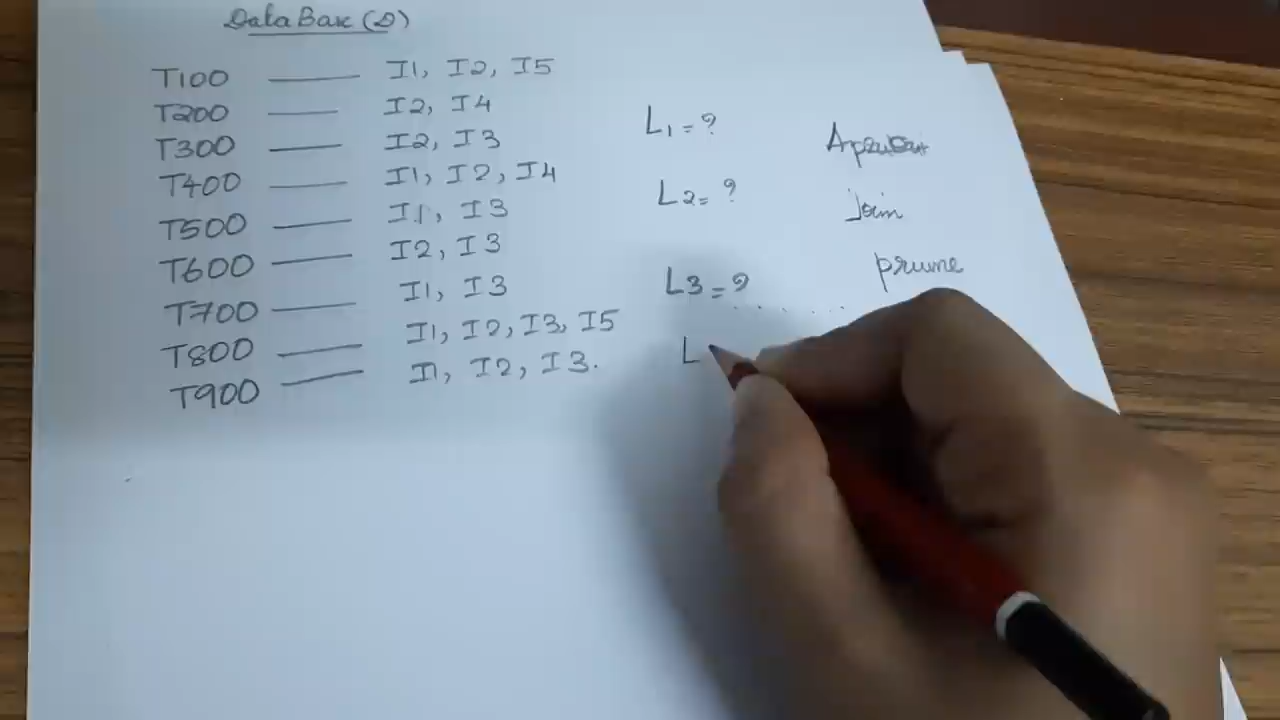 DataBase (D)
T100 —— I1, I2, I5
T200 —— I2, I4
T300 —— I2, I3
T400 —— I1, I2, I4
T500 —— I1, I3
T600 —— I2, I3
T700 —— I1, I3
T800 —— I1, I2, I3, I5
T900 —— I1, I2, I3.
L1 = ?
L2 = ?
L3 = ?
L
Join
prune